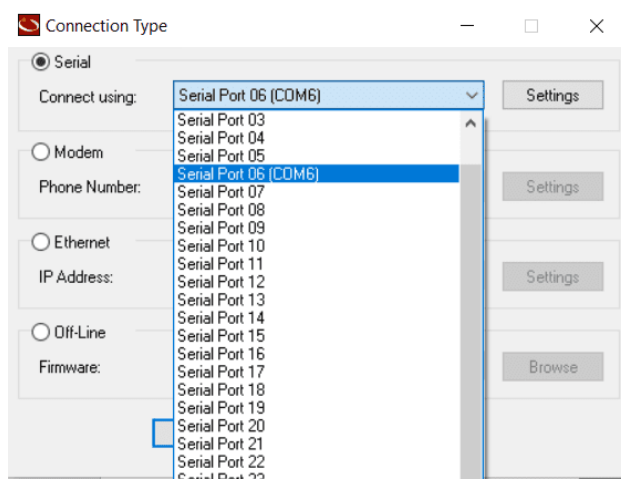 Connection Type
Serial
Connect using:
Serial Port 06 (COM6)
Settings
Serial Port 03
Serial Port 04
Serial Port 05
Serial Port 06 (COM6)
Serial Port 07
Serial Port 08
Serial Port 09
Serial Port 10
Serial Port 11
Serial Port 12
Serial Port 13
Serial Port 14
Serial Port 15
Serial Port 16
Serial Port 17
Serial Port 18
Serial Port 19
Serial Port 20
Serial Port 21
Serial Port 22
Serial Port 23
Modem
Phone Number:
Settings
Ethernet
IP Address:
Settings
Off-Line
Firmware:
Browse